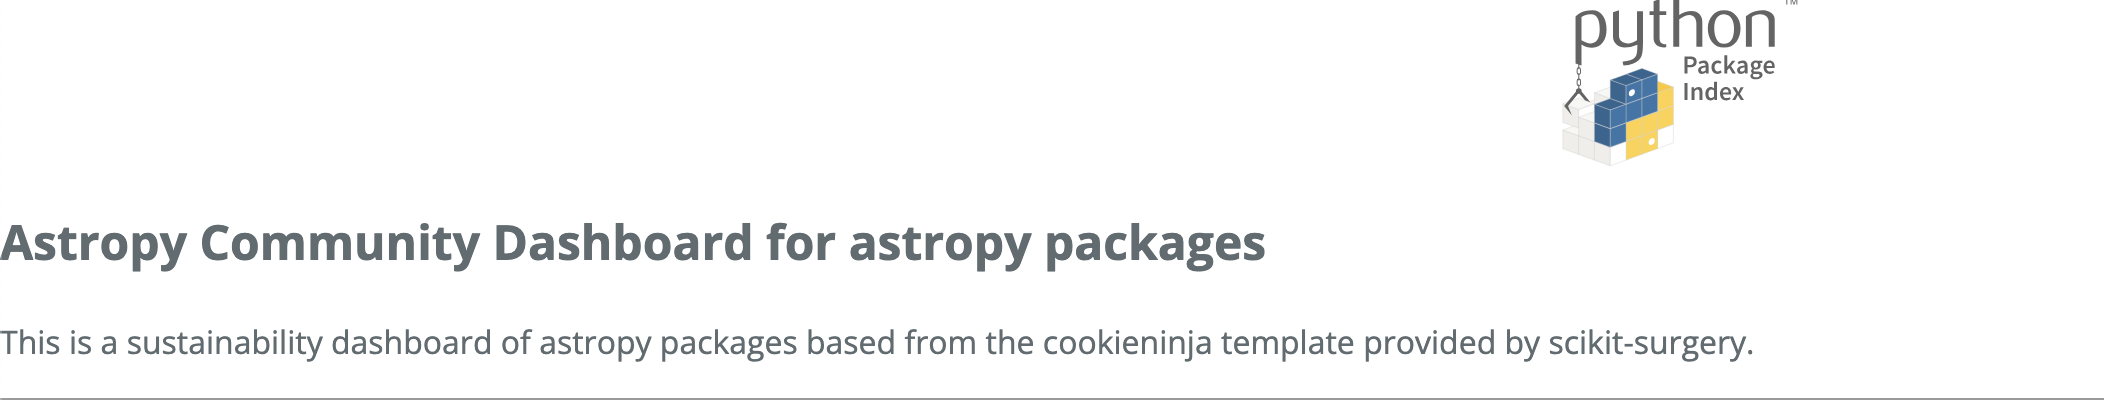 python™
Package
Index
Astropy Community Dashboard for astropy packages
This is a sustainability dashboard of astropy packages based from the cookieninja template provided by scikit-surgery.